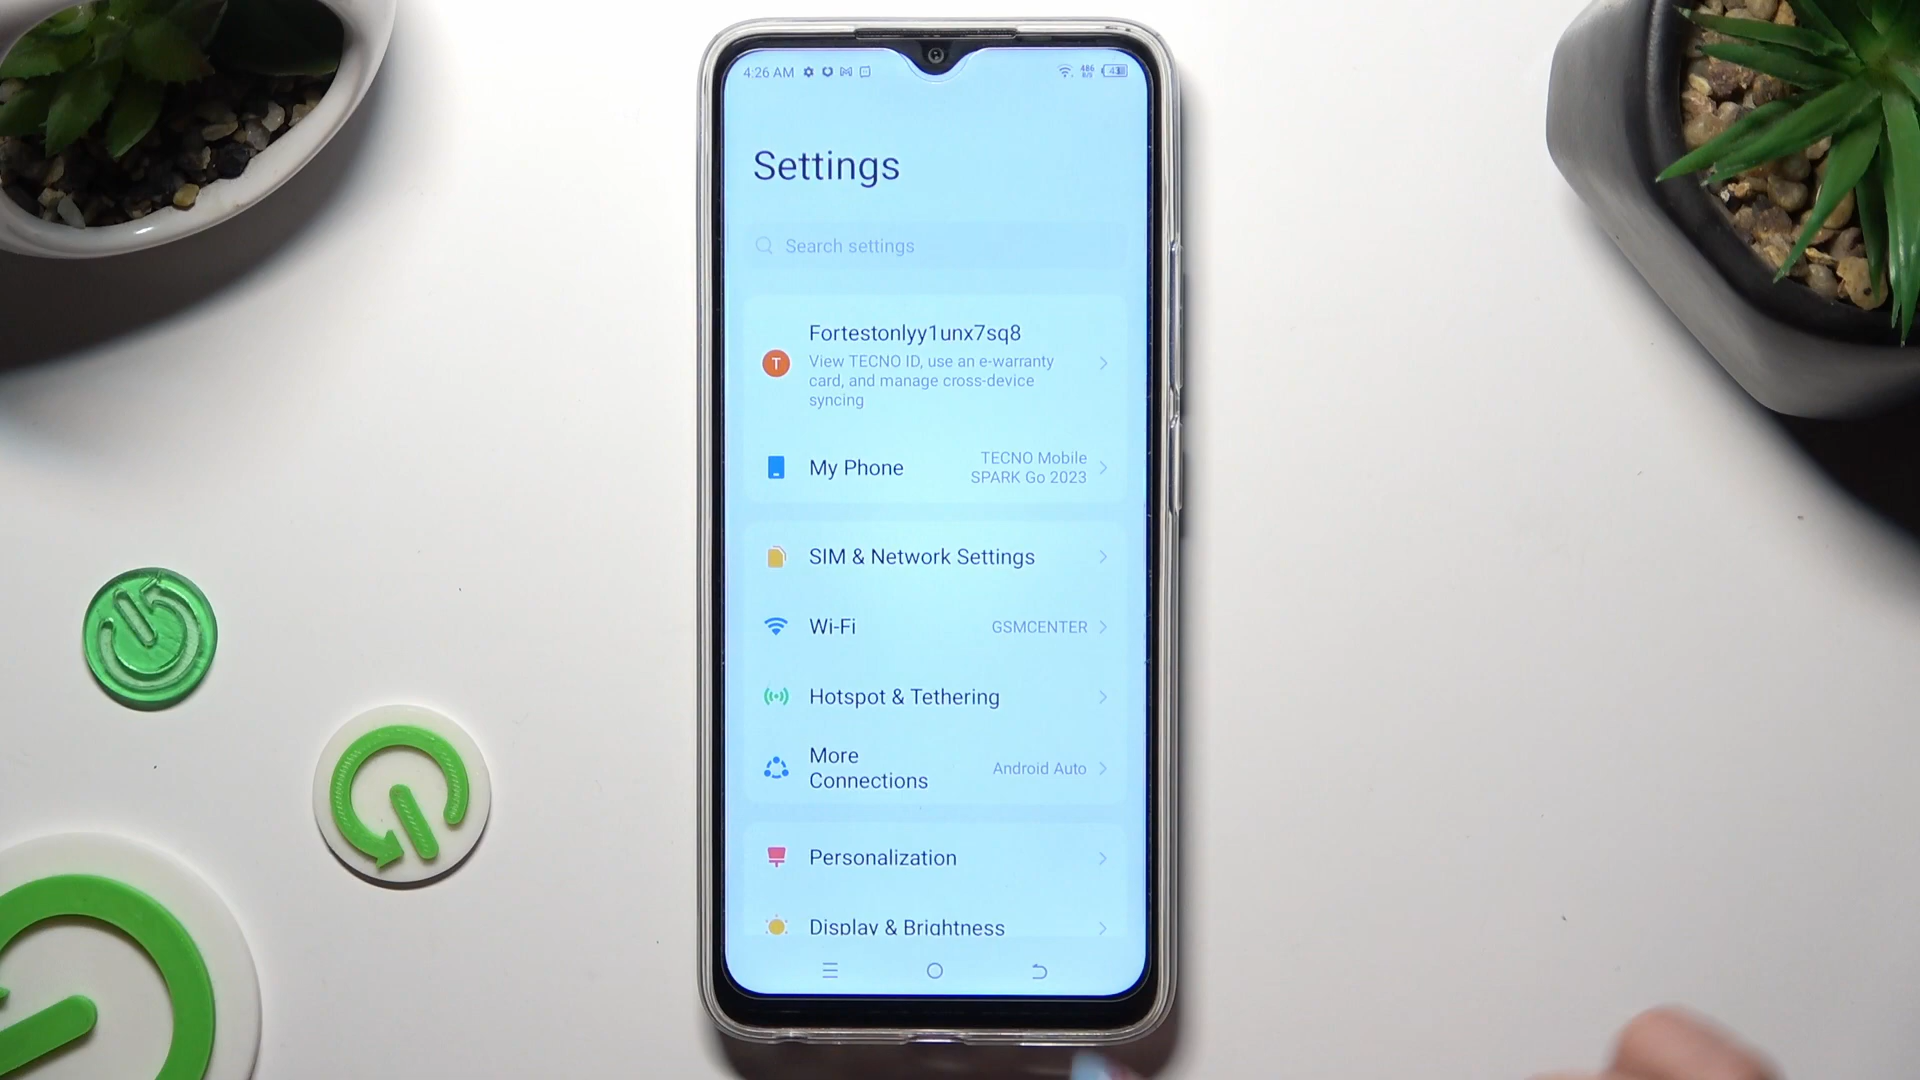 4:26 AM
486
B/S
43
Settings
Search settings
Fortestonlyy1unx7sq8
T
View TECNO ID, use an e-warranty
card, and manage cross-device
syncing
My Phone
TECNO Mobile
SPARK Go 2023
SIM & Network Settings
Wi-Fi
GSMCENTER
Hotspot & Tethering
More
Connections
Android Auto
Personalization
Display & Brightness